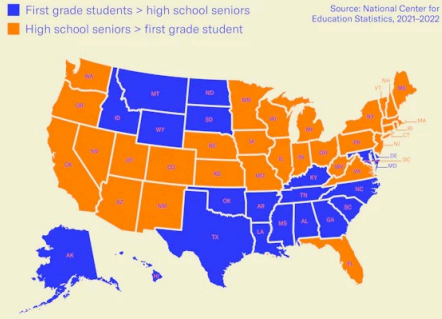 First grade students > high school seniors
High school seniors > first grade student
Source: National Center for
Education Statistics, 2021–2022
WA
MT
ND
MN
OR
ID
SD
WI
WY
MI
NY
ME
VT
NH
MA
RI
CT
NJ
DE
MD
DC
PA
IA
NE
NV
UT
CO
KS
MO
IL
IN
OH
WV
VA
KY
CA
AZ
NM
OK
AR
TN
NC
SC
TX
LA
MS
AL
GA
FL
AK
HI